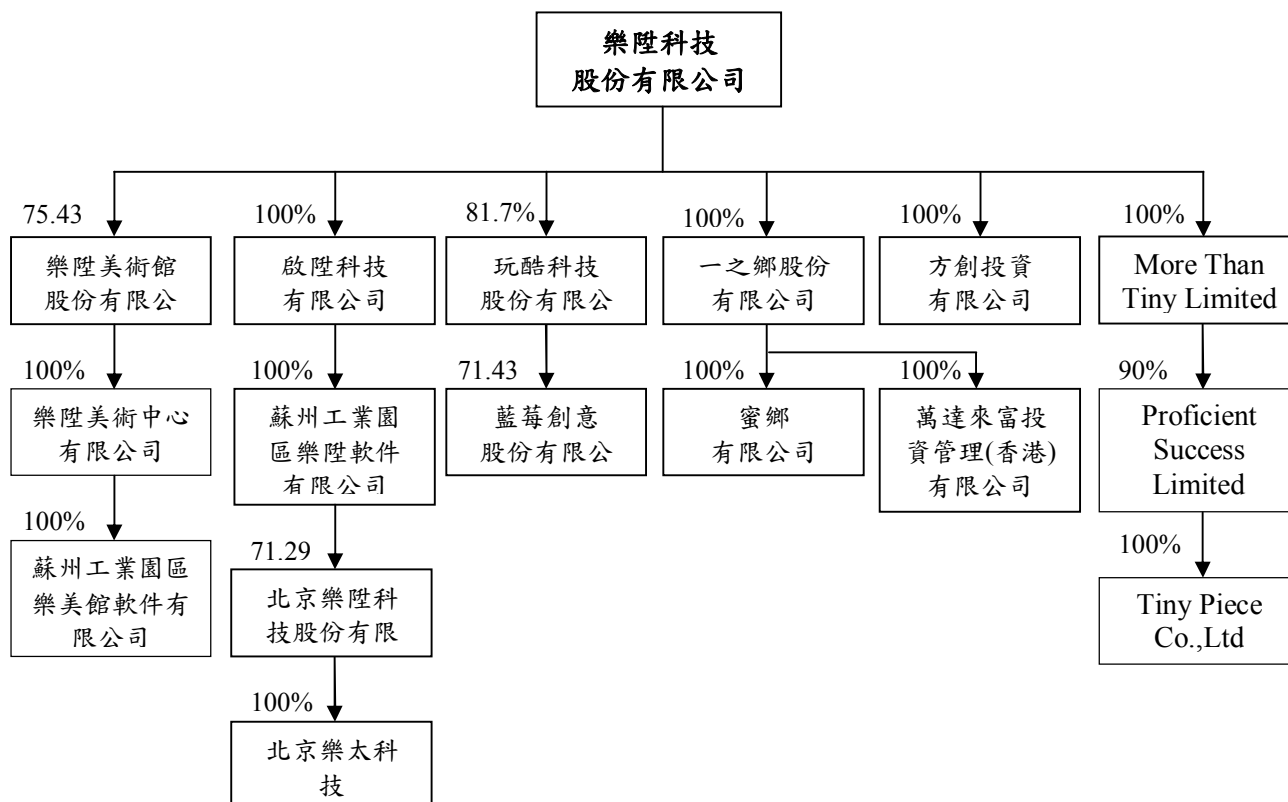 樂陞科技
股份有限公司
75.43
100%
81.7%
100%
100%
100%
樂陞美術館
股份有限公
啟陞科技
有限公司
玩酷科技
股份有限公
一之鄉股份
有限公司
方創投資
有限公司
More Than
Tiny Limited
100%
100%
71.43
100%
100%
90%
樂陞美術中心
有限公司
蘇州工業園
區樂陞軟件
有限公司
藍莓創意
股份有限公
蜜鄉
有限公司
萬達來富投
資管理(香港)
有限公司
Proficient
Success
Limited
100%
71.29
100%
蘇州工業園區
樂美館軟件有
限公司
北京樂陞科
技股份有限
Tiny Piece
Co.,Ltd
100%
北京樂太科
技